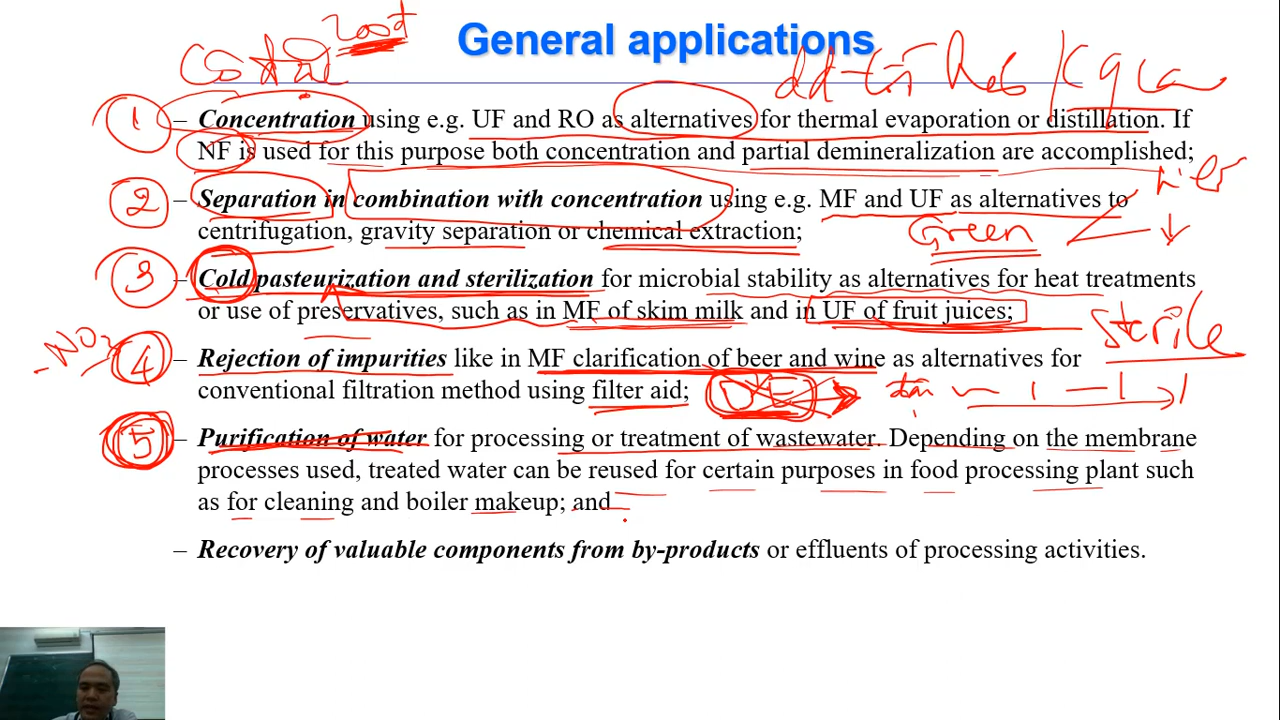 General applications
1 – Concentration using e.g. UF and RO as alternatives for thermal evaporation or distillation. If
NF is used for this purpose both concentration and partial demineralization are accomplished;
2 – Separation in combination with concentration using e.g. MF and UF as alternatives to
centrifugation, gravity separation or chemical extraction;
Green
3 – Cold pasteurization and sterilization for microbial stability as alternatives for heat treatments
or use of preservatives, such as in MF of skim milk and in UF of fruit juices;
Sterile
4 – Rejection of impurities like in MF clarification of beer and wine as alternatives for
conventional filtration method using filter aid;
5 – Purification of water for processing or treatment of wastewater. Depending on the membrane
processes used, treated water can be reused for certain purposes in food processing plant such
as for cleaning and boiler makeup; and
– Recovery of valuable components from by-products or effluents of processing activities.